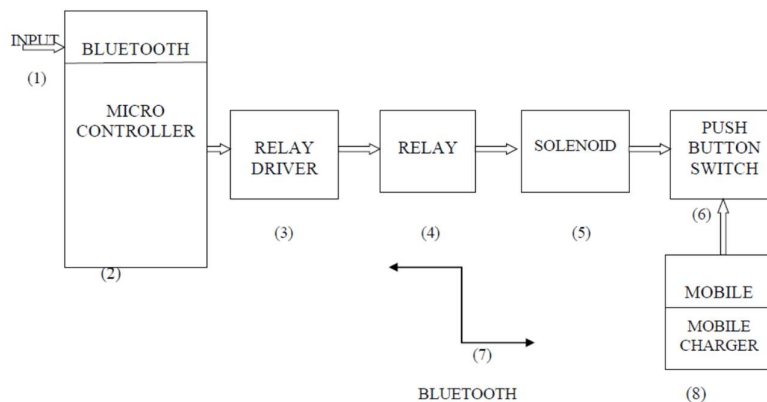 INPUT
(1)
BLUETOOTH
MICRO
CONTROLLER
(2)
RELAY
DRIVER
(3)
RELAY
(4)
SOLENOID
(5)
PUSH
BUTTON
SWITCH
(6)
(7)
BLUETOOTH
MOBILE
MOBILE
CHARGER
(8)